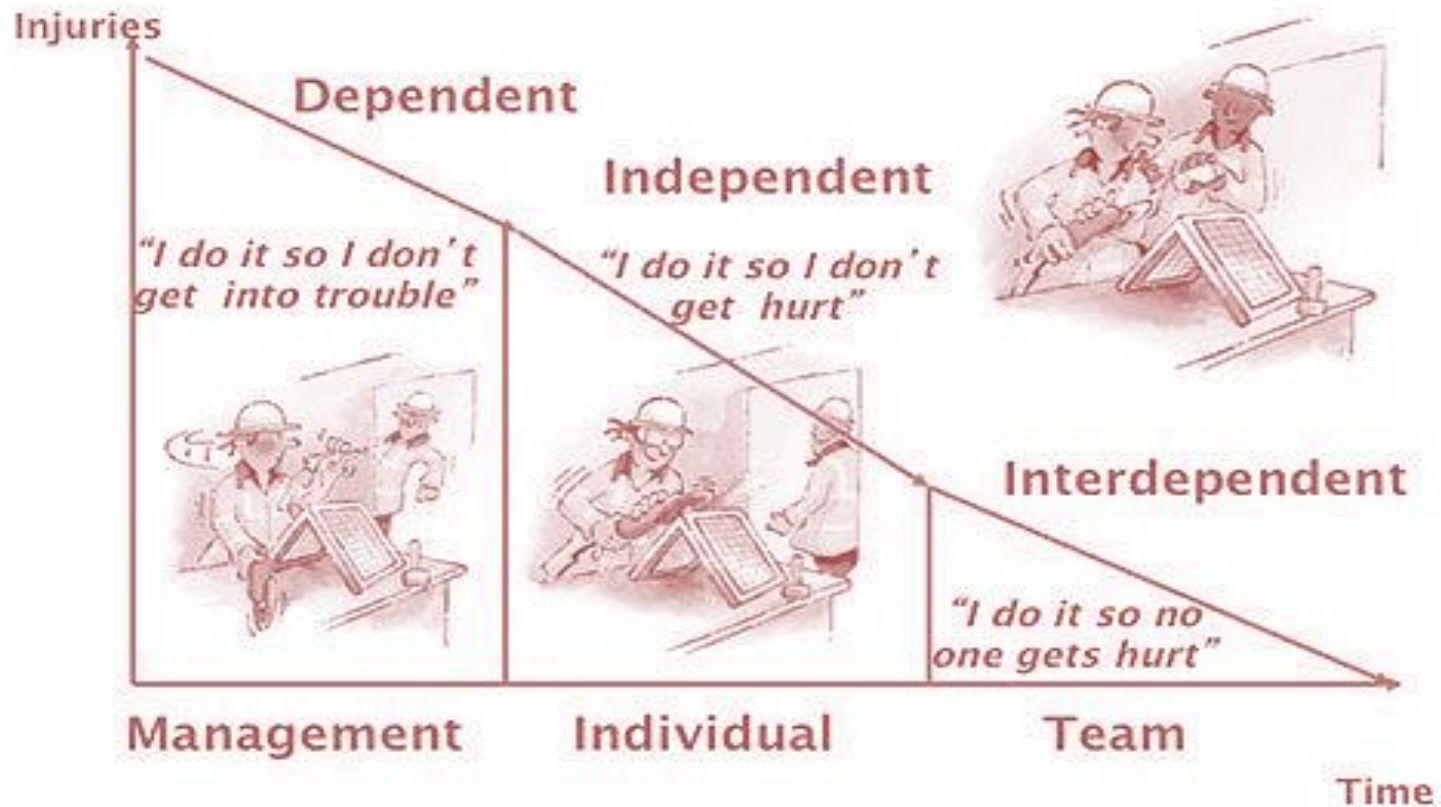 Injuries
Dependent
Independent
“I do it so I don’t
get into trouble”
“I do it so I don’t
get hurt”
Interdependent
“I do it so no
one gets hurt”
Management
Individual
Team
Time